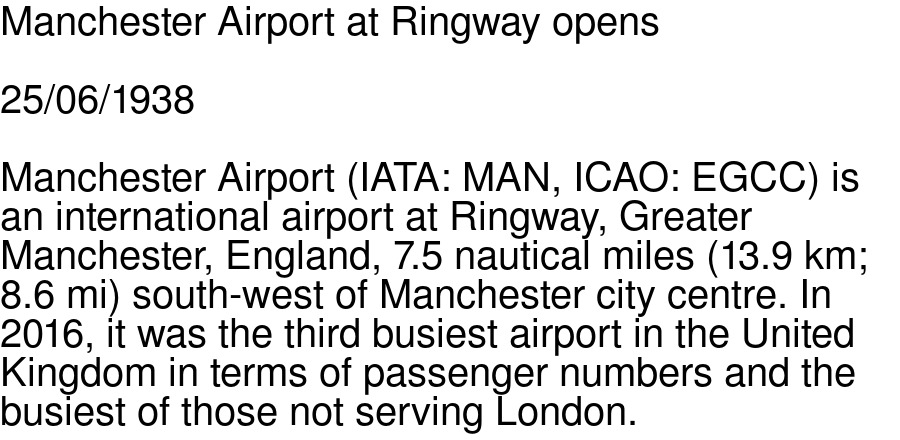 Manchester Airport at Ringway opens
25/06/1938
Manchester Airport (IATA: MAN, ICAO: EGCC) is
an international airport at Ringway, Greater
Manchester, England, 7.5 nautical miles (13.9 km;
8.6 mi) south-west of Manchester city centre. In
2016, it was the third busiest airport in the United
Kingdom in terms of passenger numbers and the
busiest of those not serving London.